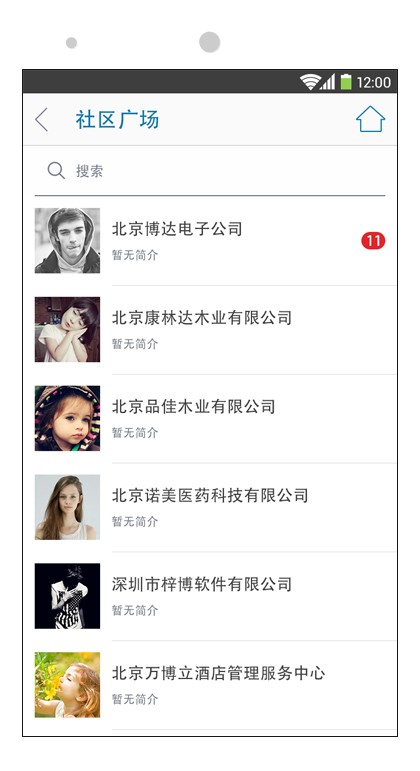 12:00
社区广场
搜索
北京博达电子公司
11
暂无简介
北京康林达木业有限公司
暂无简介
北京品佳木业有限公司
暂无简介
北京诺美医药科技有限公司
暂无简介
深圳市梓博软件有限公司
暂无简介
北京万博立酒店管理服务中心
暂无简介